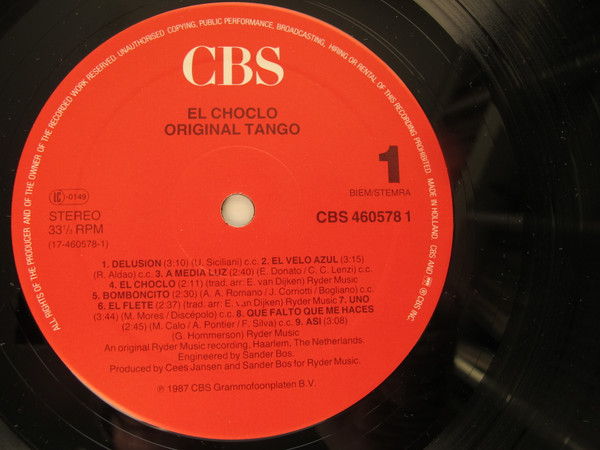 ALL RIGHTS OF THE PRODUCER AND OF THE OWNER OF THE RECORDED WORK RESERVED. UNAUTHORISED COPYING, PUBLIC PERFORMANCE, BROADCASTING, HIRING OR RENTAL OF THIS RECORDING PROHIBITED. MADE IN HOLLAND. CBS AND ARE ® CBS INC.
CBS
EL CHOCLO
ORIGINAL TANGO
1
BIEM/STEMRA
LC-0149
STEREO
33⅓ RPM
(17-460578-1)
CBS 460578 1
1. DELUSION (3:10) (U. Siciliani) c.c. 2. EL VELO AZUL (3:15)
(R. Aldao) c.c. 3. A MEDIA LUZ (2:40) (E. Donato / C. C. Lenzi) c.c.
4. EL CHOCLO (2:11) (trad. arr: E. van Dijken) Ryder Music
5. BOMBONCITO (2:30) (A. A. Romano / J. Corriotti / Bogliano) c.c.
6. EL FLETE (2:37) (trad. arr: E. van Dijken) Ryder Music 7. UNO
(3:44) (M. Mores / Discépolo) c.c. 8. QUE FALTO QUE ME HACES
(2:45) (M. Calo / A. Pontier / F. Silva) c.c. 9. ASI (3:08)
(G. Hommerson) Ryder Music
An original Ryder Music recording. Haarlem, The Netherlands.
Engineered by Sander Bos.
Produced by Cees Jansen and Sander Bos for Ryder Music.
℗ 1987 CBS Grammofoonplaten B.V.